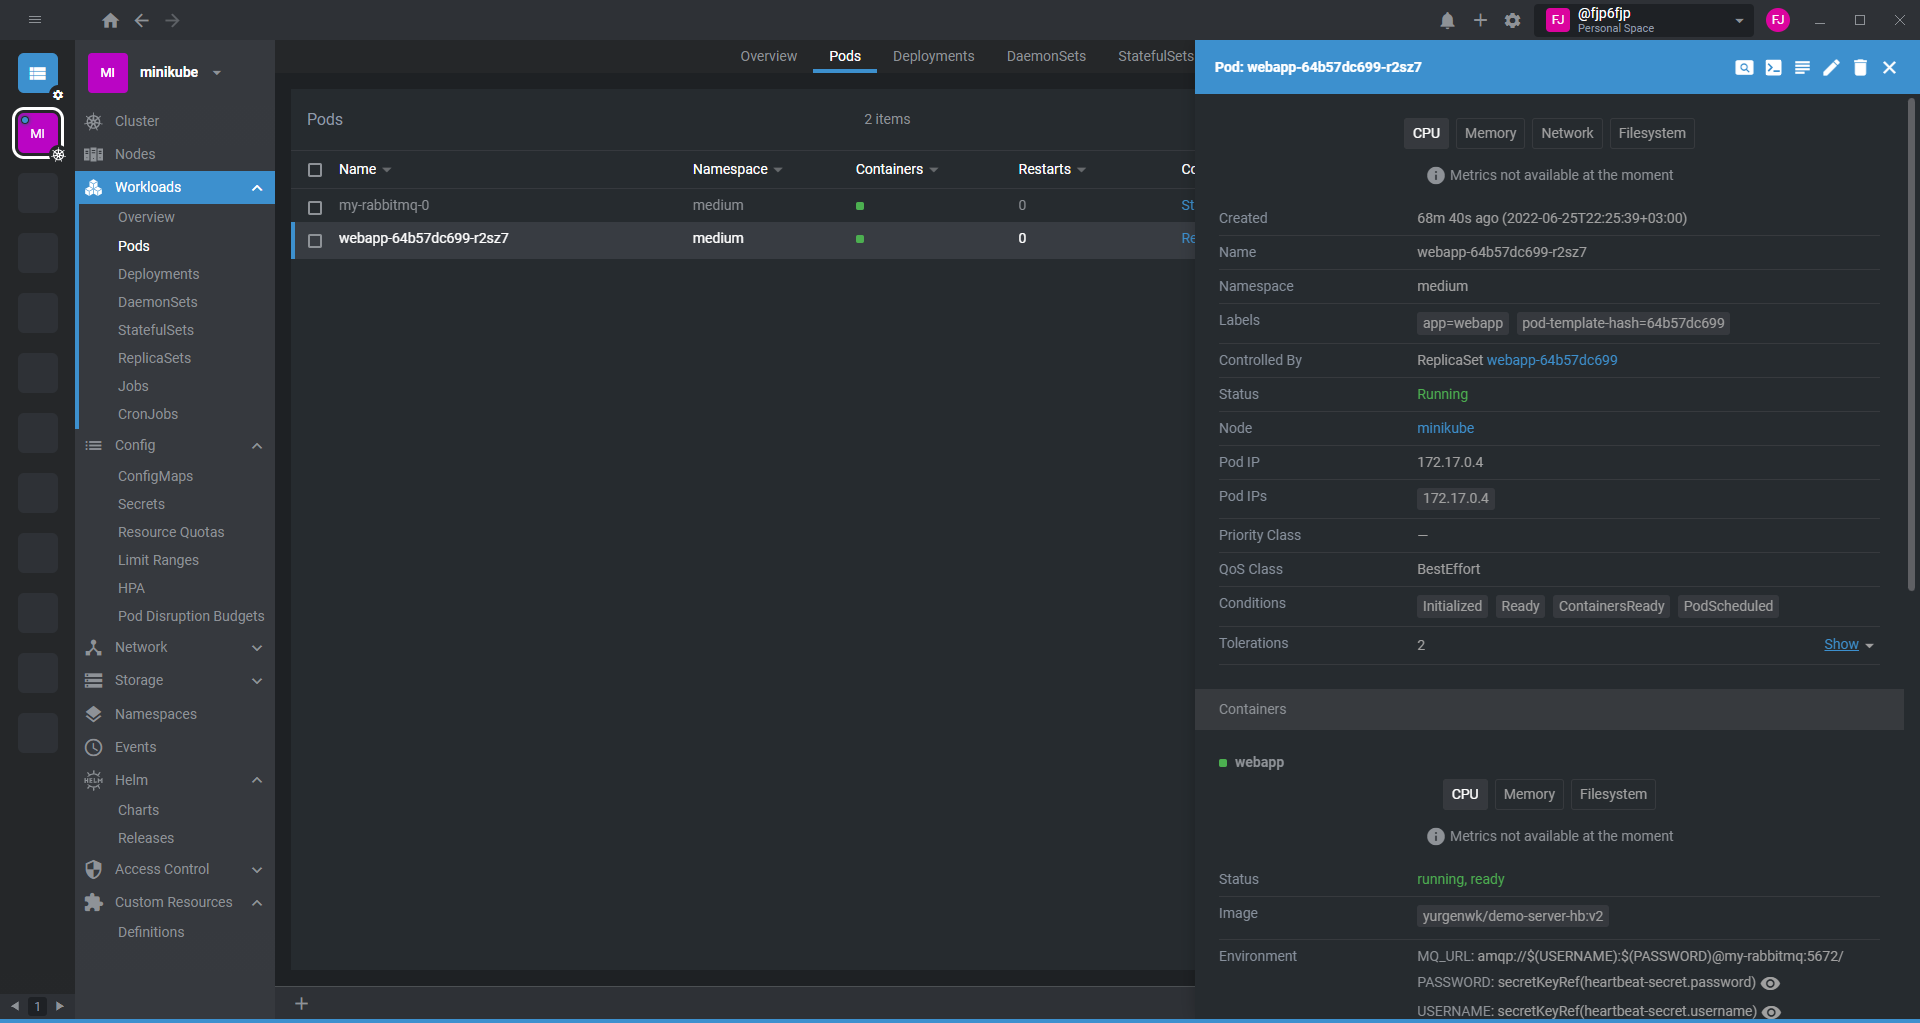 FJ
@fjp6fjp
Personal Space
FJ
MI
minikube
MI
Cluster
Nodes
Workloads
Overview
Pods
Deployments
DaemonSets
StatefulSets
ReplicaSets
Jobs
CronJobs
Config
ConfigMaps
Secrets
Resource Quotas
Limit Ranges
HPA
Pod Disruption Budgets
Network
Storage
Namespaces
Events
HELM
Helm
Charts
Releases
Access Control
Custom Resources
Definitions
1
Overview Pods Deployments DaemonSets StatefulSets
Pods 2 items
Name Namespace Containers Restarts Co
my-rabbitmq-0 medium 0 St
webapp-64b57dc699-r2sz7 medium 0 Re
Pod: webapp-64b57dc699-r2sz7
CPU Memory Network Filesystem
Metrics not available at the moment
Created 68m 40s ago (2022-06-25T22:25:39+03:00)
Name webapp-64b57dc699-r2sz7
Namespace medium
Labels app=webapp pod-template-hash=64b57dc699
Controlled By ReplicaSet webapp-64b57dc699
Status Running
Node minikube
Pod IP 172.17.0.4
Pod IPs 172.17.0.4
Priority Class —
QoS Class BestEffort
Conditions Initialized Ready ContainersReady PodScheduled
Tolerations 2 Show
Containers
webapp
CPU Memory Filesystem
Metrics not available at the moment
Status running, ready
Image yurgenwk/demo-server-hb:v2
Environment MQ_URL: amqp://$(USERNAME):$(PASSWORD)@my-rabbitmq:5672/
PASSWORD: secretKeyRef(heartbeat-secret.password)
USERNAME: secretKeyRef(heartbeat-secret.username)